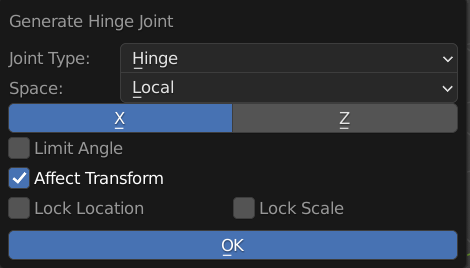 Generate Hinge Joint
Joint Type: Hinge
Space: Local
X Z
Limit Angle
Affect Transform
Lock Location Lock Scale
OK